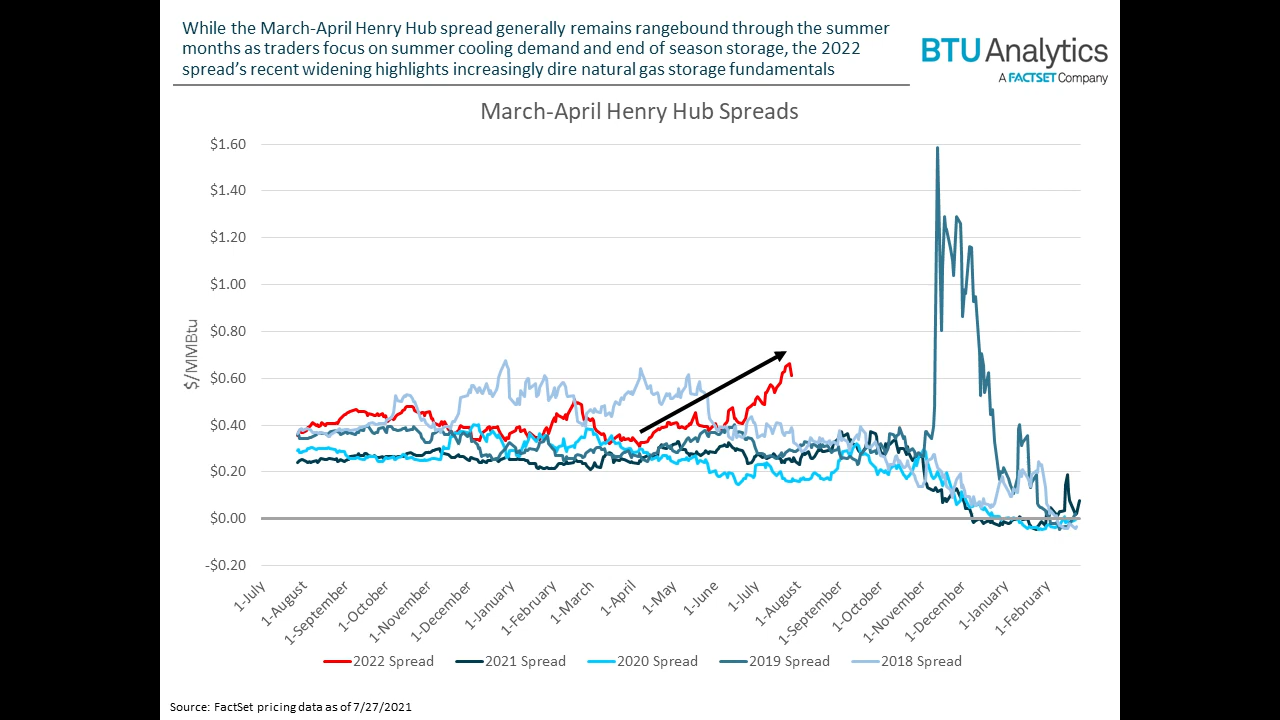 While the March-April Henry Hub spread generally remains rangebound through the summer
months as traders focus on summer cooling demand and end of season storage, the 2022
spread's recent widening highlights increasingly dire natural gas storage fundamentals
BTU Analytics
A FACTSET Company
March-April Henry Hub Spreads
$/MMBtu
$1.60
$1.40
$1.20
$1.00
$0.80
$0.60
$0.40
$0.20
$0.00
-$0.20
1-July
1-August
1-September
1-October
1-November
1-December
1-January
1-February
1-March
1-April
1-May
1-June
1-July
1-August
1-September
1-October
1-November
1-December
1-January
1-February
2022 Spread
2021 Spread
2020 Spread
2019 Spread
2018 Spread
Source: FactSet pricing data as of 7/27/2021